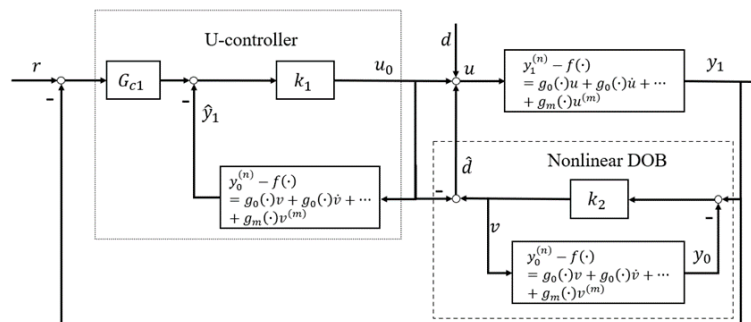 U-controller
r
G_{c1}
k_1
u_0
d
u
y_1^{(n)} − f(·)
= g_0(·)u + g_0(·)u̇ + ⋯
+ g_m(·)u^{(m)}
y_1
-
-
ŷ_1
y_0^{(n)} − f(·)
= g_0(·)v + g_0(·)v̇ + ⋯
+ g_m(·)v^{(m)}
d̂
Nonlinear DOB
-
k_2
-
v
y_0
y_0^{(n)} − f(·)
= g_0(·)v + g_0(·)v̇ + ⋯
+ g_m(·)v^{(m)}